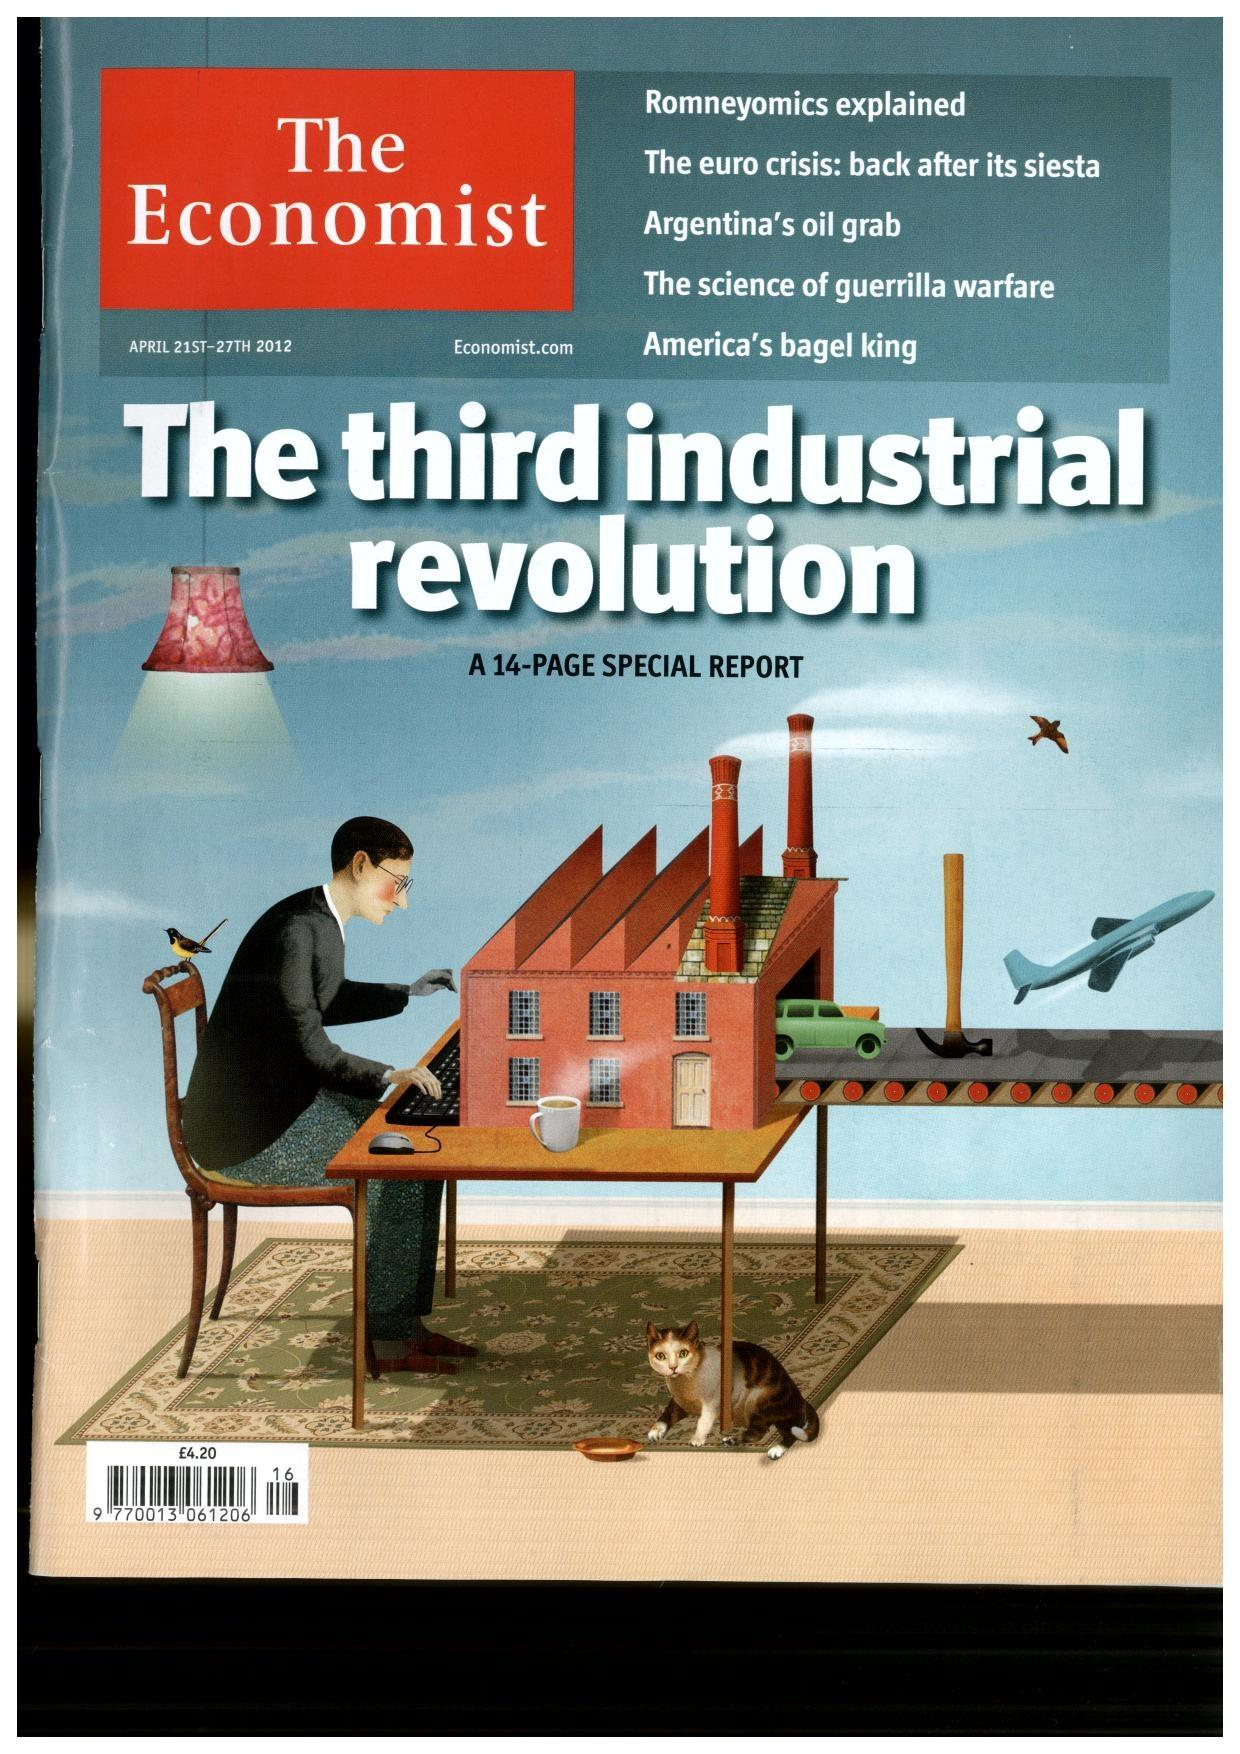 The
Economist
APRIL 21ST–27TH 2012
Economist.com
Romneyomics explained
The euro crisis: back after its siesta
Argentina's oil grab
The science of guerrilla warfare
America's bagel king
The third industrial
revolution
A 14-PAGE SPECIAL REPORT
£4.20
16
9 770013 061206